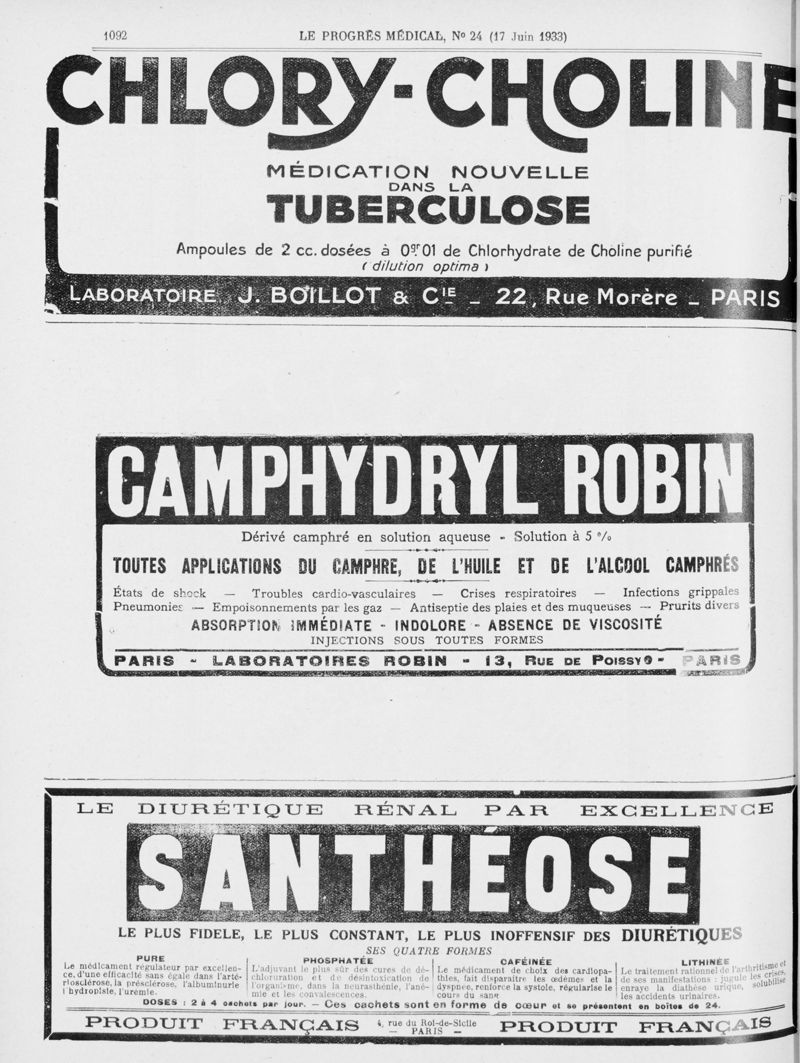 1092
LE PROGRÈS MÉDICAL, No 24 (17 Juin 1933)
CHLORY-CHOLINE
MÉDICATION NOUVELLE
DANS LA
TUBERCULOSE
Ampoules de 2 cc. dosées à 0gr.01 de Chlorhydrate de Choline purifié
( dilution optima )
LABORATOIRE J. BOILLOT & CIE _ 22, Rue Morère _ PARIS
CAMPHYDRYL ROBIN
Dérivé camphré en solution aqueuse - Solution à 5 %
TOUTES APPLICATIONS DU CAMPHRE, DE L'HUILE ET DE L'ALCOOL CAMPHRÉS
États de shock — Troubles cardio-vasculaires — Crises respiratoires — Infections grippales
Pneumonies — Empoisonnements par les gaz — Antiseptie des plaies et des muqueuses — Prurits divers
ABSORPTION IMMÉDIATE - INDOLORE - ABSENCE DE VISCOSITÉ
INJECTIONS SOUS TOUTES FORMES
PARIS - LABORATOIRES ROBIN - 13, RUE DE POISSY - PARIS
LE DIURÉTIQUE RÉNAL PAR EXCELLENCE
SANTHÉOSE
LE PLUS FIDELE, LE PLUS CONSTANT, LE PLUS INOFFENSIF DES DIURÉTIQUES
SES QUATRE FORMES
PURE
Le médicament régulateur par excellen-
ce, d'une efficacité sans égale dans l'arté-
riosclérose, la présclérose, l'albuminurie
l'hydropisie, l'urémie.
PHOSPHATÉE
L'adjuvant le plus sûr des cures de dé-
chloruration et de désintoxication de
l'organisme, dans la neurasthénie, l'ané-
mie et les convalescences.
CAFÉINÉE
Le médicament de choix des cardiopa-
thies, fait disparaître les œdèmes et la
dyspnée, renforce la systole, régularise le
cours du sang
LITHINÉE
Le traitement rationnel de l'arthritisme et
de ses manifestations : jugule les crises,
enraye la diathèse urique, solubilise
les accidents urinaires.
DOSES : 2 à 4 cachets par jour. — Ces cachets sont en forme de cœur et se présentent en boîtes de 24.
PRODUIT FRANÇAIS
4, rue du Roi-de-Sicile
— PARIS —
PRODUIT FRANÇAIS